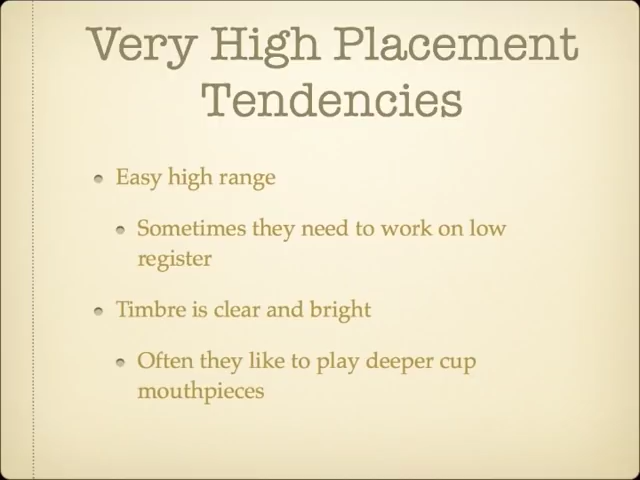 Very High Placement
Tendencies
Easy high range
Sometimes they need to work on low
register
Timbre is clear and bright
Often they like to play deeper cup
mouthpieces